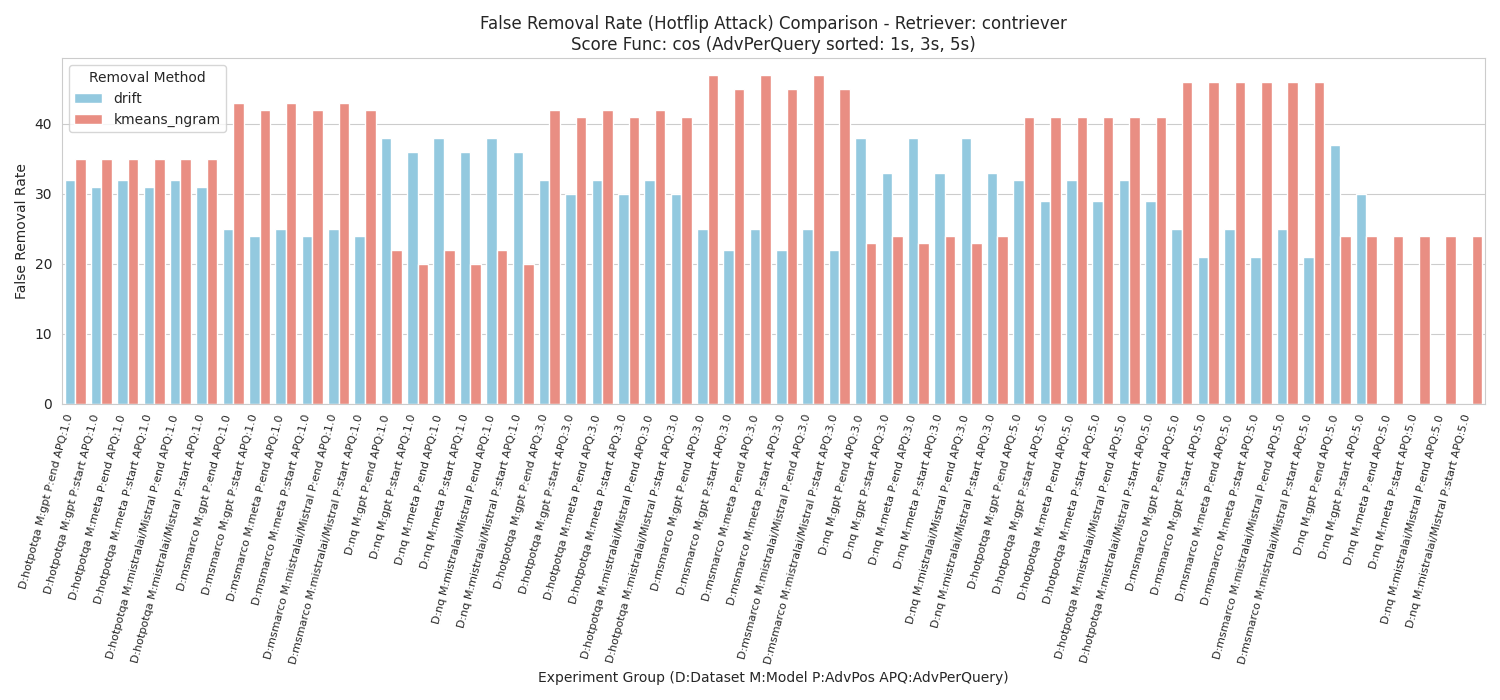 False Removal Rate (Hotflip Attack) Comparison - Retriever: contriever
Score Func: cos (AdvPerQuery sorted: 1s, 3s, 5s)
Removal Method
drift
kmeans_ngram
False Removal Rate
40
30
20
10
0
D:hotpotqa M:gpt P:end APQ:1.0
D:hotpotqa M:gpt P:start APQ:1.0
D:hotpotqa M:meta P:end APQ:1.0
D:hotpotqa M:meta P:start APQ:1.0
D:hotpotqa M:mistralai/Mistral P:end APQ:1.0
D:hotpotqa M:mistralai/Mistral P:start APQ:1.0
D:msmarco M:gpt P:end APQ:1.0
D:msmarco M:gpt P:start APQ:1.0
D:msmarco M:meta P:end APQ:1.0
D:msmarco M:meta P:start APQ:1.0
D:msmarco M:mistralai/Mistral P:end APQ:1.0
D:msmarco M:mistralai/Mistral P:start APQ:1.0
D:nq M:gpt P:end APQ:1.0
D:nq M:gpt P:start APQ:1.0
D:nq M:meta P:end APQ:1.0
D:nq M:meta P:start APQ:1.0
D:nq M:mistralai/Mistral P:end APQ:1.0
D:nq M:mistralai/Mistral P:start APQ:1.0
D:hotpotqa M:gpt P:end APQ:3.0
D:hotpotqa M:gpt P:start APQ:3.0
D:hotpotqa M:meta P:end APQ:3.0
D:hotpotqa M:meta P:start APQ:3.0
D:hotpotqa M:mistralai/Mistral P:end APQ:3.0
D:hotpotqa M:mistralai/Mistral P:start APQ:3.0
D:msmarco M:gpt P:end APQ:3.0
D:msmarco M:gpt P:start APQ:3.0
D:msmarco M:meta P:end APQ:3.0
D:msmarco M:meta P:start APQ:3.0
D:msmarco M:mistralai/Mistral P:end APQ:3.0
D:msmarco M:mistralai/Mistral P:start APQ:3.0
D:nq M:gpt P:end APQ:3.0
D:nq M:gpt P:start APQ:3.0
D:nq M:meta P:end APQ:3.0
D:nq M:meta P:start APQ:3.0
D:nq M:mistralai/Mistral P:end APQ:3.0
D:nq M:mistralai/Mistral P:start APQ:3.0
D:hotpotqa M:gpt P:end APQ:5.0
D:hotpotqa M:gpt P:start APQ:5.0
D:hotpotqa M:meta P:end APQ:5.0
D:hotpotqa M:meta P:start APQ:5.0
D:hotpotqa M:mistralai/Mistral P:end APQ:5.0
D:hotpotqa M:mistralai/Mistral P:start APQ:5.0
D:msmarco M:gpt P:end APQ:5.0
D:msmarco M:gpt P:start APQ:5.0
D:msmarco M:meta P:end APQ:5.0
D:msmarco M:meta P:start APQ:5.0
D:msmarco M:mistralai/Mistral P:end APQ:5.0
D:msmarco M:mistralai/Mistral P:start APQ:5.0
D:nq M:gpt P:end APQ:5.0
D:nq M:gpt P:start APQ:5.0
D:nq M:meta P:end APQ:5.0
D:nq M:meta P:start APQ:5.0
D:nq M:mistralai/Mistral P:end APQ:5.0
D:nq M:mistralai/Mistral P:start APQ:5.0
Experiment Group (D:Dataset M:Model P:AdvPos APQ:AdvPerQuery)